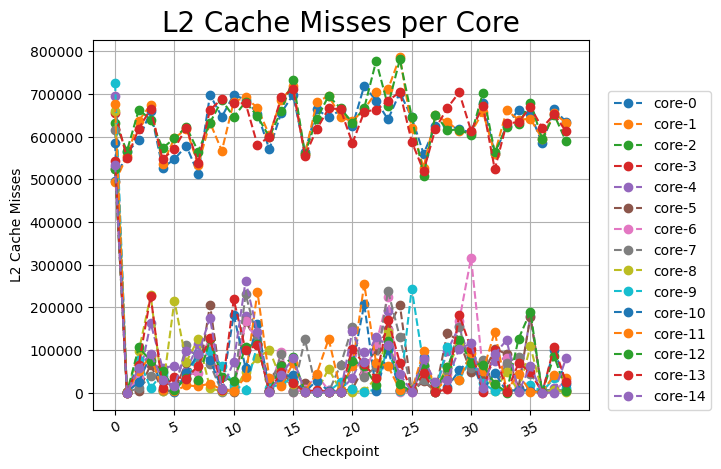 L2 Cache Misses per Core
L2 Cache Misses
800000
700000
600000
500000
400000
300000
200000
100000
0
0
5
10
15
20
25
30
35
Checkpoint
core-0
core-1
core-2
core-3
core-4
core-5
core-6
core-7
core-8
core-9
core-10
core-11
core-12
core-13
core-14